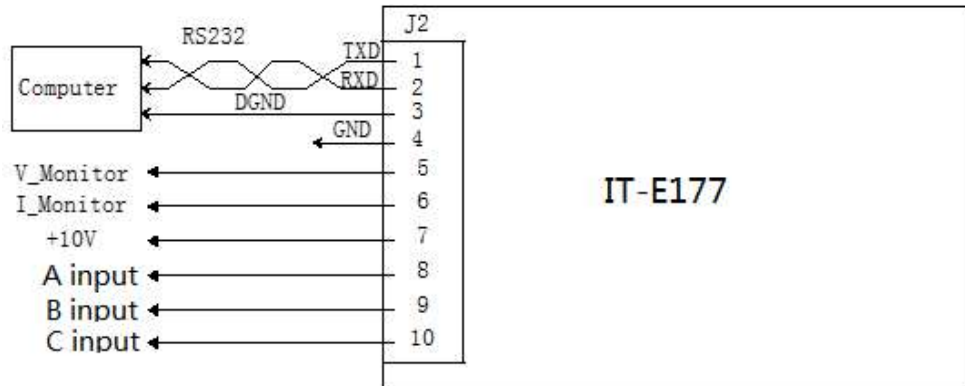 J2
RS232
TXD 1
Computer
RXD 2
DGND
3
GND 4
V_Monitor 5
I_Monitor 6
IT-E177
+10V 7
A input 8
B input 9
C input 10